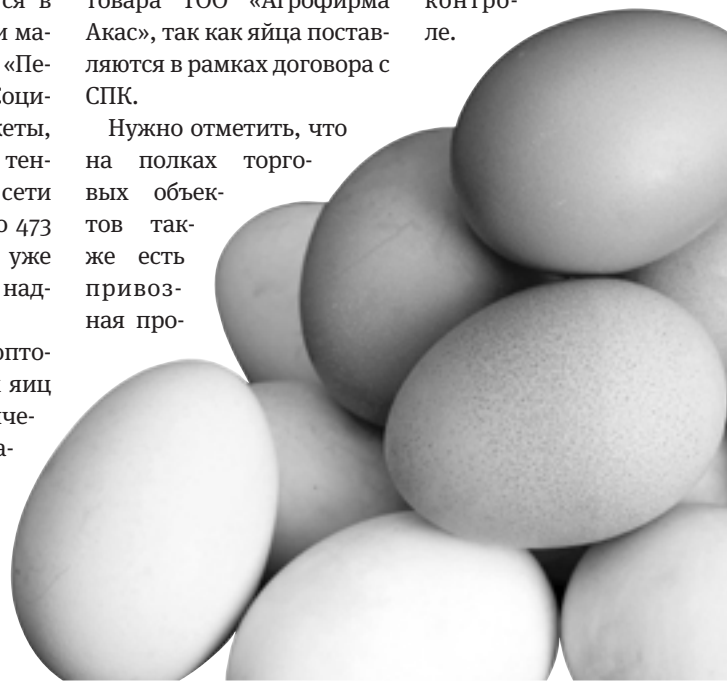 ся в
и ма-
«Пе-
Соци-
кеты,
тен-
сети
о 473
уже
над-
опто-
яиц
че-
а-
товара ТОО «Агрофирма
Акас», так как яйца постав-
ляются в рамках договора с
СПК.
Нужно отметить, что
на полках торго-
вых объек-
тов так-
же есть
привоз-
ная про-
контро-
ле.